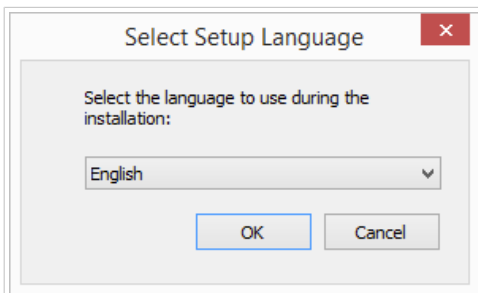 Select Setup Language
Select the language to use during the
installation:
English
OK
Cancel